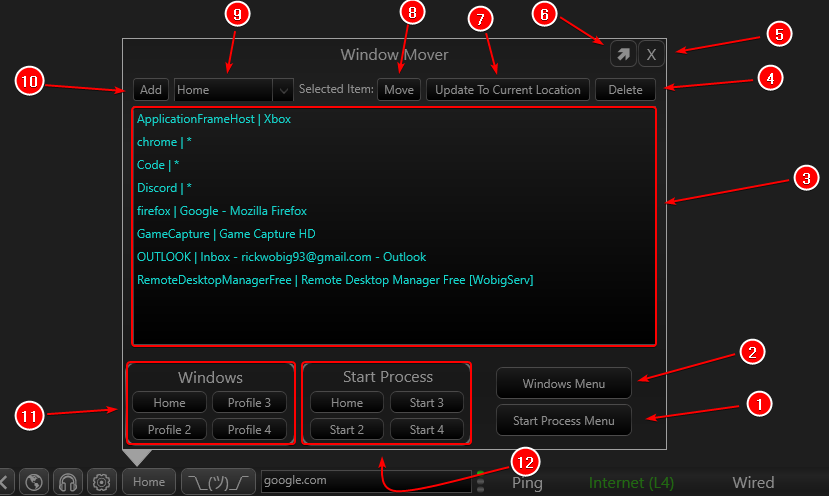 9 8 7 6 5
Window Mover X
10 Add Home Selected Item: Move Update To Current Location Delete 4
ApplicationFrameHost | Xbox
chrome | *
Code | *
Discord | * 3
firefox | Google - Mozilla Firefox
GameCapture | Game Capture HD
OUTLOOK | Inbox - rickwobig93@gmail.com - Outlook
RemoteDesktopManagerFree | Remote Desktop Manager Free [WobigServ]
2
Windows Start Process
Windows Menu
Home Profile 3 Home Start 3
1
11 Start Process Menu
Profile 2 Profile 4 Start 2 Start 4
12
Home ¯\_(ツ)_/¯ google.com Ping Internet (L4) Wired